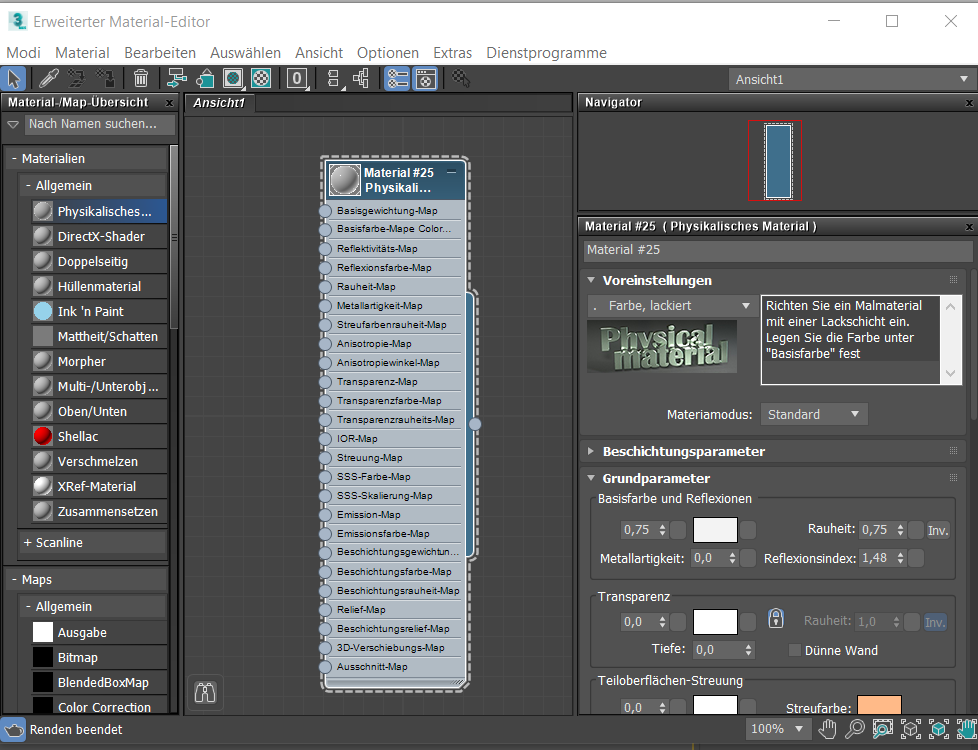 Erweiterter Material-Editor
Modi Material Bearbeiten Auswählen Ansicht Optionen Extras Dienstprogramme
0
Ansicht1
Material-/Map-Übersicht x
Nach Namen suchen...
- Materialien
- Allgemein
Physikalisches...
DirectX-Shader
Doppelseitig
Hüllenmaterial
Ink 'n Paint
Mattheit/Schatten
Morpher
Multi-/Unterobj...
Oben/Unten
Shellac
Verschmelzen
XRef-Material
Zusammensetzen
+ Scanline
- Maps
- Allgemein
Ausgabe
Bitmap
BlendedBoxMap
Color Correction
Ansicht1
Material #25
Physikali...
Basisgewichtung-Map
Basisfarbe-Mape Color...
Reflektivitäts-Map
Reflexionsfarbe-Map
Rauheit-Map
Metallartigkeit-Map
Streufarbenrauheit-Map
Anisotropie-Map
Anisotropiewinkel-Map
Transparenz-Map
Transparenzfarbe-Map
Transparenzrauheits-Map
IOR-Map
Streuung-Map
SSS-Farbe-Map
SSS-Skalierung-Map
Emission-Map
Emissionsfarbe-Map
Beschichtungsgewichtun...
Beschichtungsfarbe-Map
Beschichtungsrauheit-Map
Relief-Map
Beschichtungsrelief-Map
3D-Verschiebungs-Map
Ausschnitt-Map
Navigator x
Material #25 ( Physikalisches Material ) x
Material #25
Voreinstellungen
. Farbe, lackiert
Physical
material
Richten Sie ein Malmaterial
mit einer Lackschicht ein.
Legen Sie die Farbe unter
"Basisfarbe" fest
Materiamodus: Standard
Beschichtungsparameter
Grundparameter
Basisfarbe und Reflexionen
0,75 Rauheit: 0,75 Inv.
Metallartigkeit: 0,0 Reflexionsindex: 1,48
Transparenz
0,0 Rauheit: 1,0 Inv.
Tiefe: 0,0 Dünne Wand
Teiloberflächen-Streuung
0,0 Streufarbe:
Renden beendet
100%